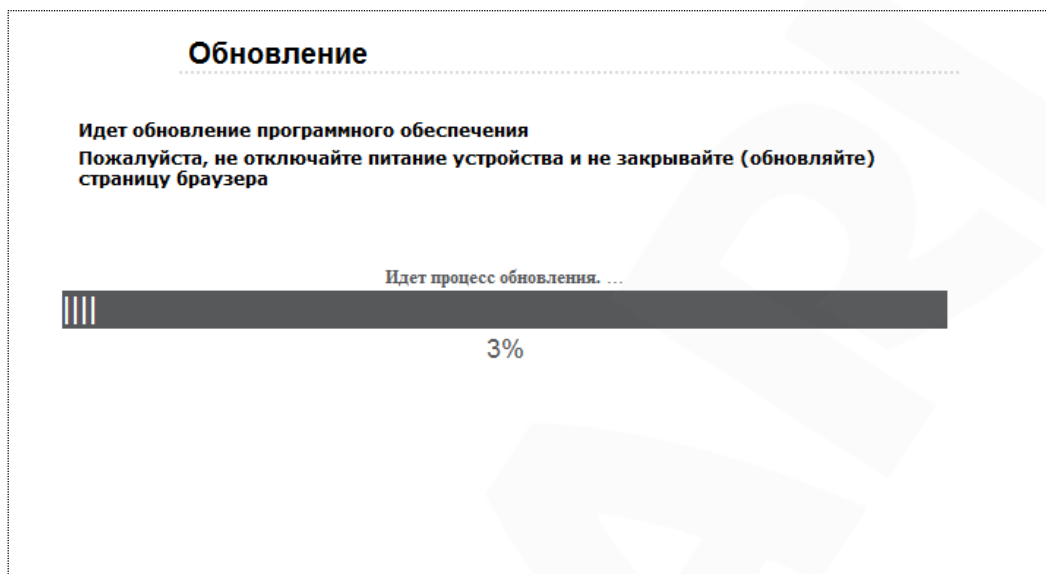 Обновление
Идет обновление программного обеспечения
Пожалуйста, не отключайте питание устройства и не закрывайте (обновляйте)
страницу браузера
Идет процесс обновления. ...
3%